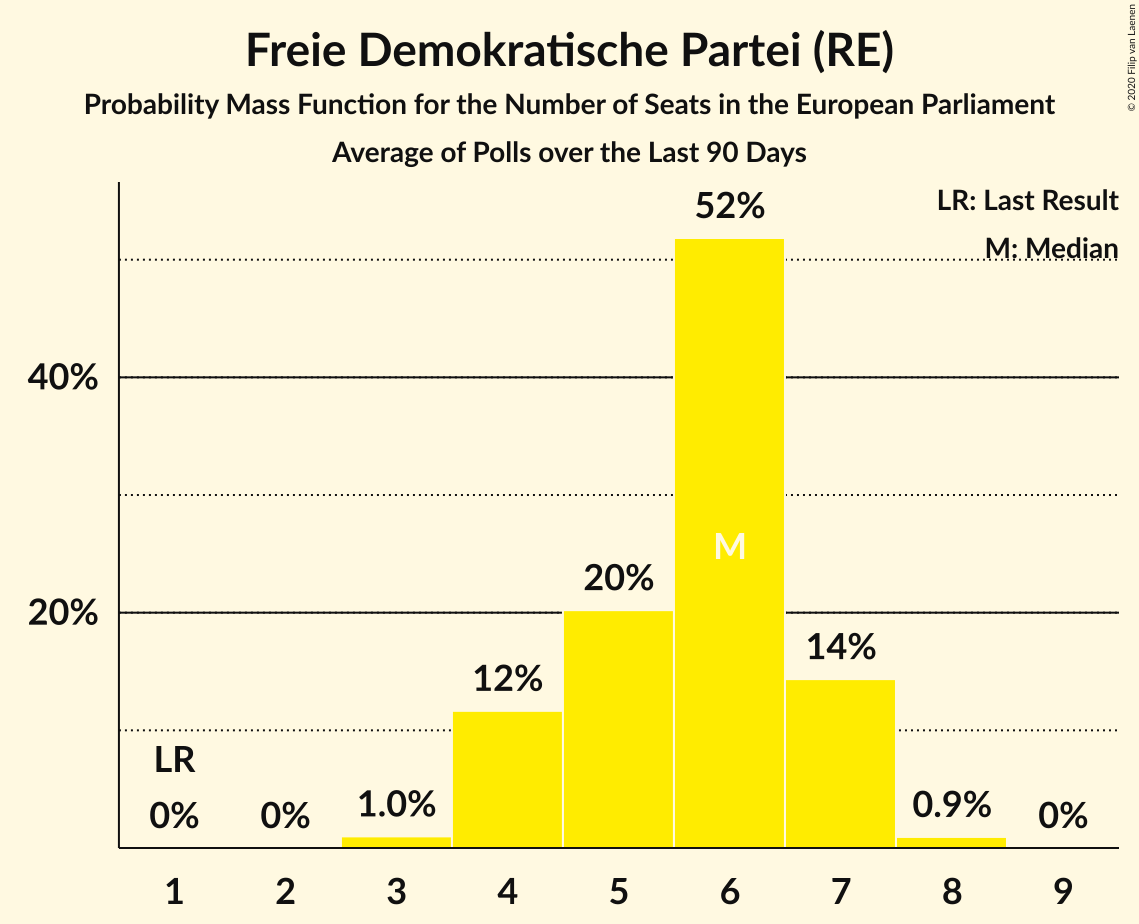 Freie Demokratische Partei (RE)
Probability Mass Function for the Number of Seats in the European Parliament
Average of Polls over the Last 90 Days
© 2020 Filip van Laenen
LR: Last Result
M: Median
52%
40%
M
20%
20%
14%
12%
LR
0%
0%
1.0%
0.9%
0%
1 2 3 4 5 6 7 8 9